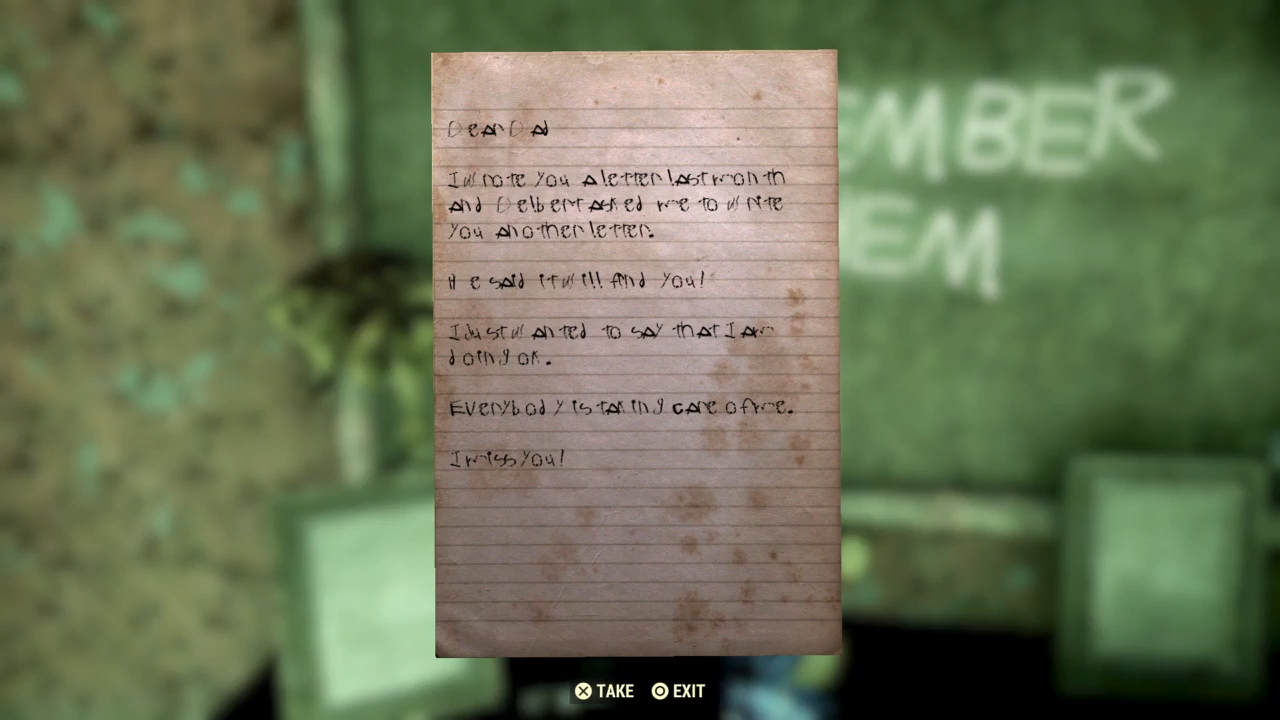 EMBER
EM
Dear Dad
I wrote you a letter last month
and Delbert asked me to write
you another letter.
He said it will find you!
I just wanted to say that I am
doing ok.
Everybody is taking care of me.
I miss you!
TAKE EXIT